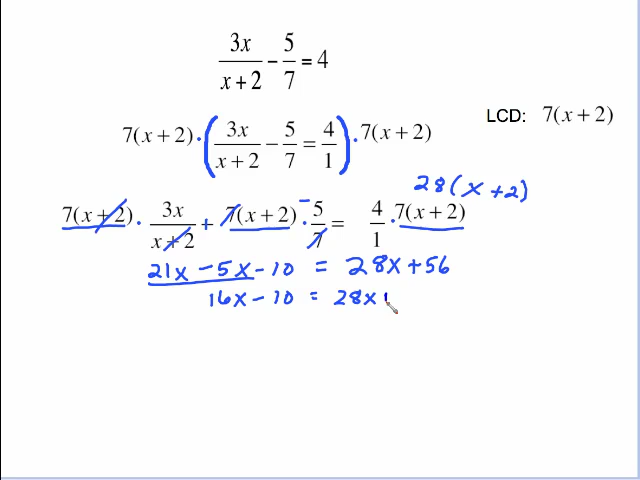 3x/(x+2) − 5/7 = 4
LCD: 7(x+2)
7(x+2) · (3x/(x+2) − 5/7 = 4/1) · 7(x+2)
28(x+2)
7(x+2) · 3x/(x+2) + 7(x+2) · −5/7 = 4/1 · 7(x+2)
21x − 5x − 10 = 28x + 56
16x − 10 = 28x